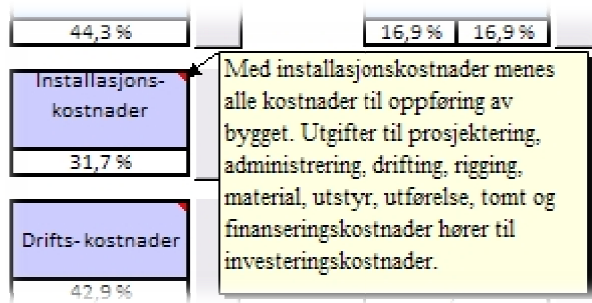 44,3 %
16,9 % 16,9 %
Installasjons-
kostnader
31,7 %
Med installasjonskostnader menes
alle kostnader til oppføring av
bygget. Utgifter til prosjektering,
administrering, drifting, rigging,
material, utstyr, utførelse, tomt og
finanseringskostnader hører til
investeringskostnader.
Drifts- kostnader
42,9 %